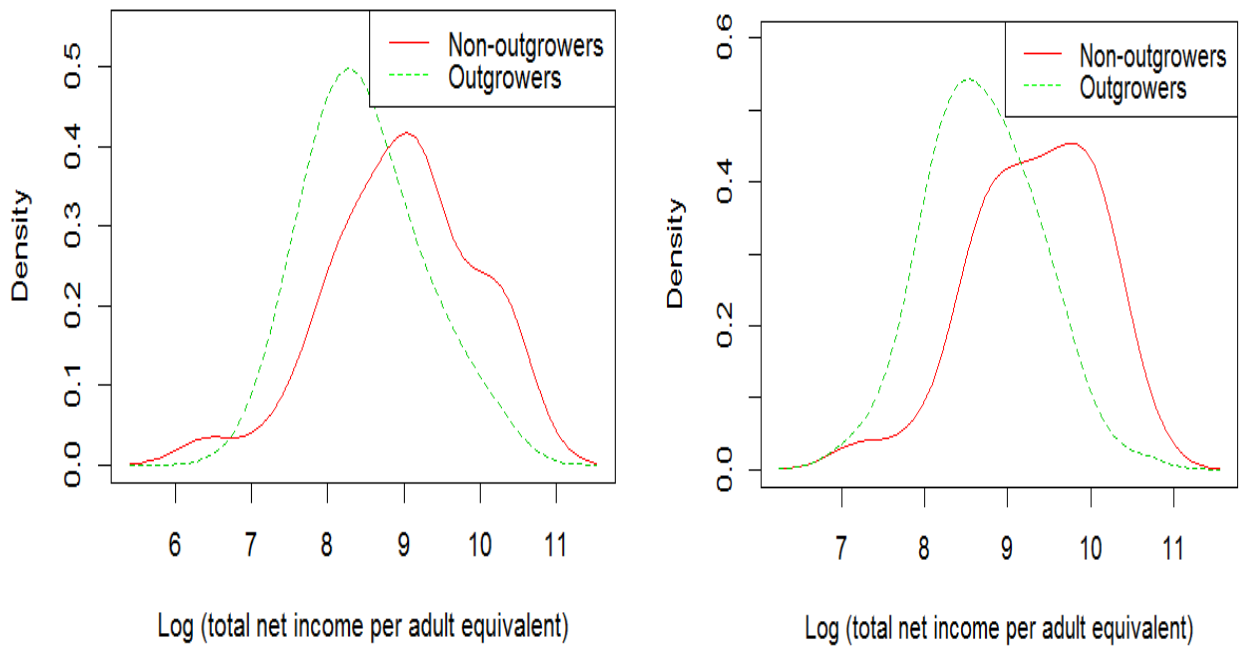 Non-outgrowers
Outgrowers
Density
0.0 0.1 0.2 0.3 0.4 0.5
6 7 8 9 10 11
Log (total net income per adult equivalent)
Non-outgrowers
Outgrowers
Density
0.0 0.2 0.4 0.6
7 8 9 10 11
Log (total net income per adult equivalent)